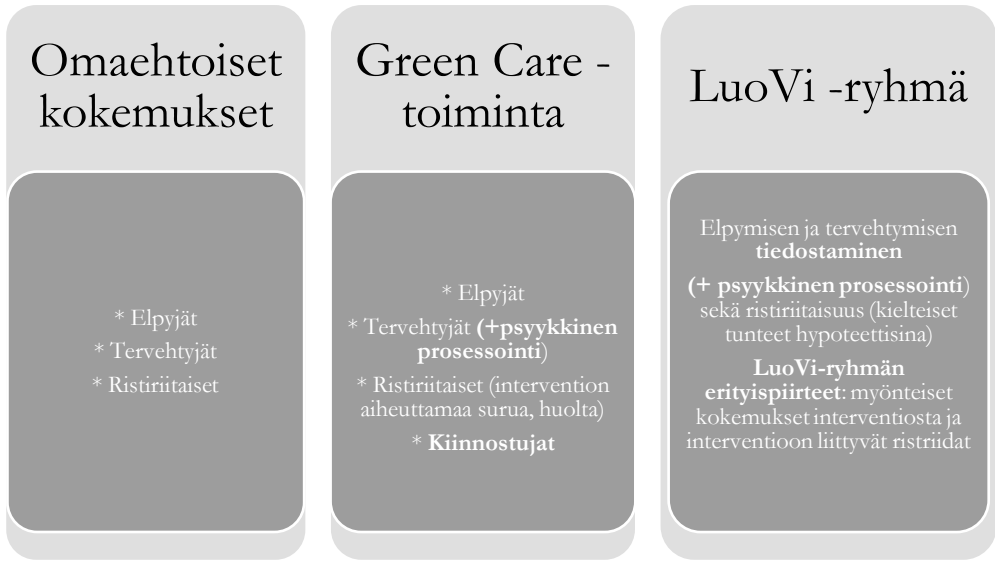 Omaehtoiset
kokemukset
* Elpyjät
* Tervehtyjät
* Ristiriitaiset
Green Care -
toiminta
* Elpyjät
* Tervehtyjät (+psyykkinen
prosessointi)
* Ristiriitaiset (intervention
aiheuttamaa surua, huolta)
* Kiinnostujat
LuoVi -ryhmä
Elpymisen ja tervehtymisen
tiedostaminen
(+ psyykkinen prosessointi)
sekä ristiriitaisuus (kielteiset
tunteet hypoteettisina)
LuoVi-ryhmän
erityispiirteet: myönteiset
kokemukset interventiosta ja
interventioon liittyvät ristriidat